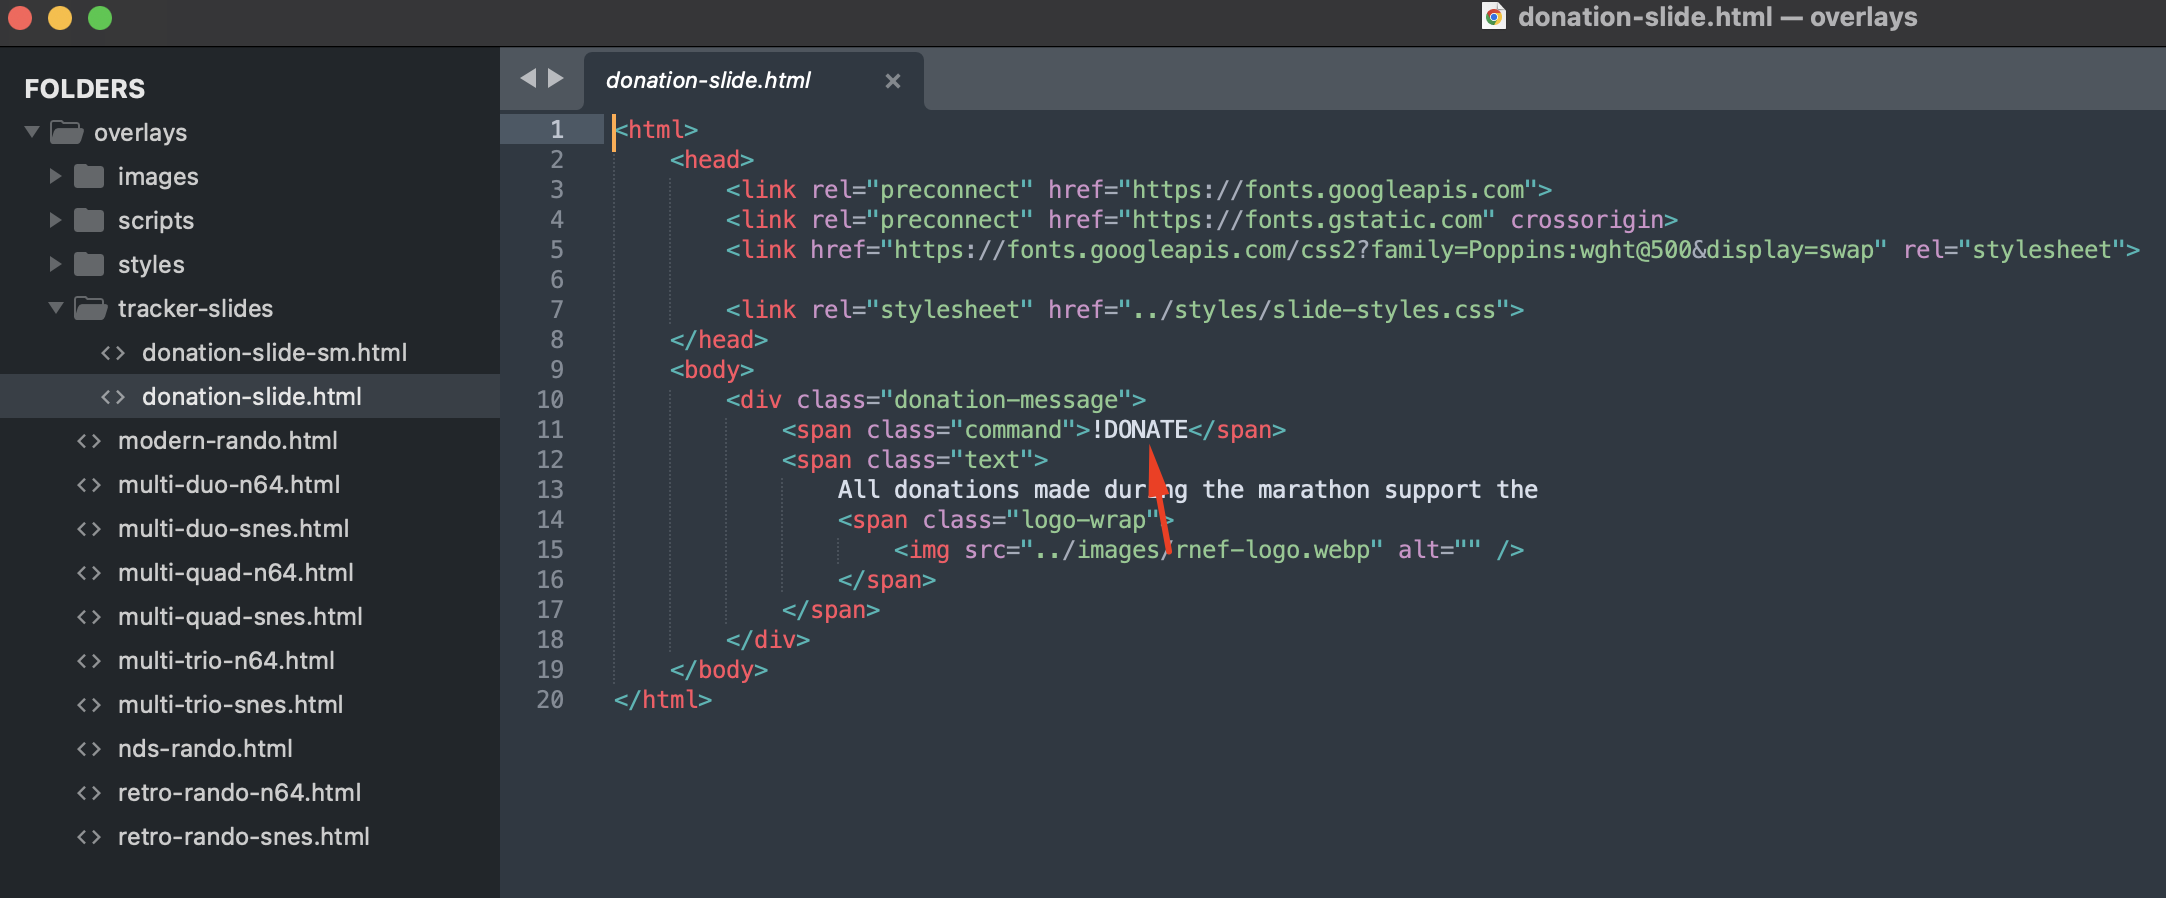 donation-slide.html — overlays
FOLDERS
overlays
images
scripts
styles
tracker-slides
donation-slide-sm.html
donation-slide.html
modern-rando.html
multi-duo-n64.html
multi-duo-snes.html
multi-quad-n64.html
multi-quad-snes.html
multi-trio-n64.html
multi-trio-snes.html
nds-rando.html
retro-rando-n64.html
retro-rando-snes.html
donation-slide.html ×
1 <html>
2 <head>
3 <link rel="preconnect" href="https://fonts.googleapis.com">
4 <link rel="preconnect" href="https://fonts.gstatic.com" crossorigin>
5 <link href="https://fonts.googleapis.com/css2?family=Poppins:wght@500&display=swap" rel="stylesheet">
6
7 <link rel="stylesheet" href="../styles/slide-styles.css">
8 </head>
9 <body>
10 <div class="donation-message">
11 <span class="command">!DONATE</span>
12 <span class="text">
13 All donations made during the marathon support the
14 <span class="logo-wrap">
15 <img src="../images/rnef-logo.webp" alt="" />
16 </span>
17 </span>
18 </div>
19 </body>
20 </html>